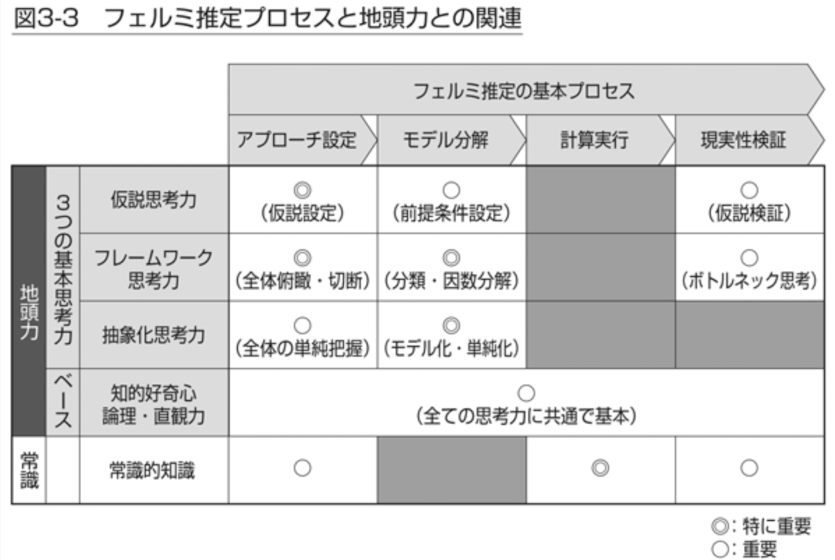 図3-3 フェルミ推定プロセスと地頭力との関連
フェルミ推定の基本プロセス
アプローチ設定
モデル分解
計算実行
現実性検証
地頭力
3つの基本思考力
仮説思考力
◎
(仮説設定)
○
(前提条件設定)
○
(仮説検証)
フレームワーク
思考力
◎
(全体俯瞰・切断)
◎
(分類・因数分解)
○
(ボトルネック思考)
抽象化思考力
○
(全体の単純把握)
◎
(モデル化・単純化)
ベース
知的好奇心
論理・直観力
○
(全ての思考力に共通で基本)
常識
常識的知識
○
◎
○
◎：特に重要
○：重要